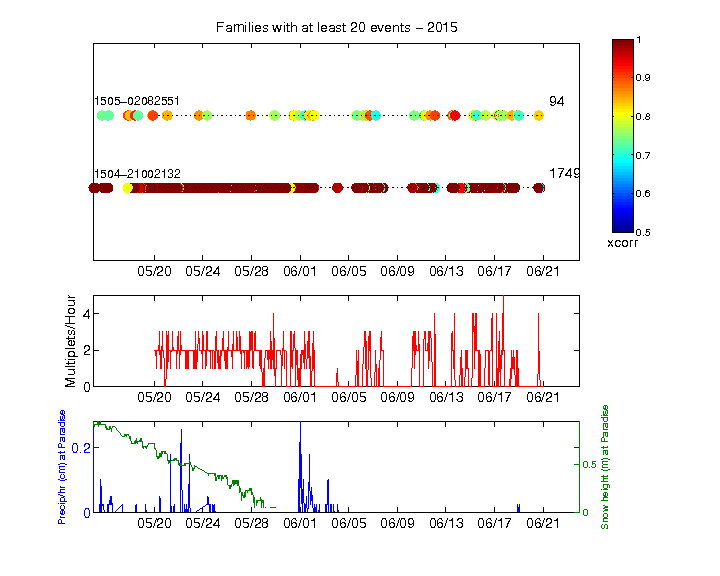 Families with at least 20 events − 2015
1505−02082551
94
1504−21002132
1749
05/20 05/24 05/28 06/01 06/05 06/09 06/13 06/17 06/21
1
0.9
0.8
0.7
0.6
0.5
xcorr
Multiplets/Hour
4
2
0
05/20 05/24 05/28 06/01 06/05 06/09 06/13 06/17 06/21
Precip/hr (cm) at Paradise
0.2
0
0.5
0
Snow height (m) at Paradise
05/20 05/24 05/28 06/01 06/05 06/09 06/13 06/17 06/21